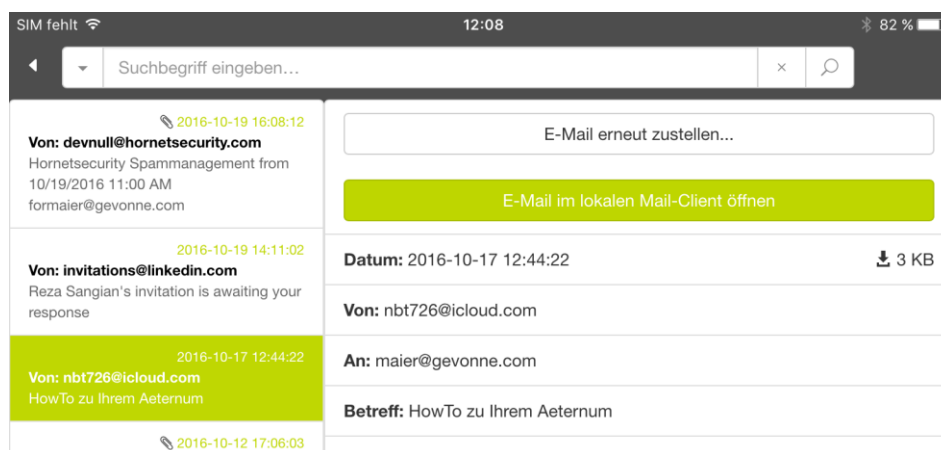 SIM fehlt 12:08 82 %
Suchbegriff eingeben... ×
2016-10-19 16:08:12
Von: devnull@hornetsecurity.com
Hornetsecurity Spammanagement from
10/19/2016 11:00 AM
formaier@gevonne.com
2016-10-19 14:11:02
Von: invitations@linkedin.com
Reza Sangian's invitation is awaiting your
response
2016-10-17 12:44:22
Von: nbt726@icloud.com
HowTo zu Ihrem Aeternum
2016-10-12 17:06:03
E-Mail erneut zustellen...
E-Mail im lokalen Mail-Client öffnen
Datum: 2016-10-17 12:44:22 3 KB
Von: nbt726@icloud.com
An: maier@gevonne.com
Betreff: HowTo zu Ihrem Aeternum